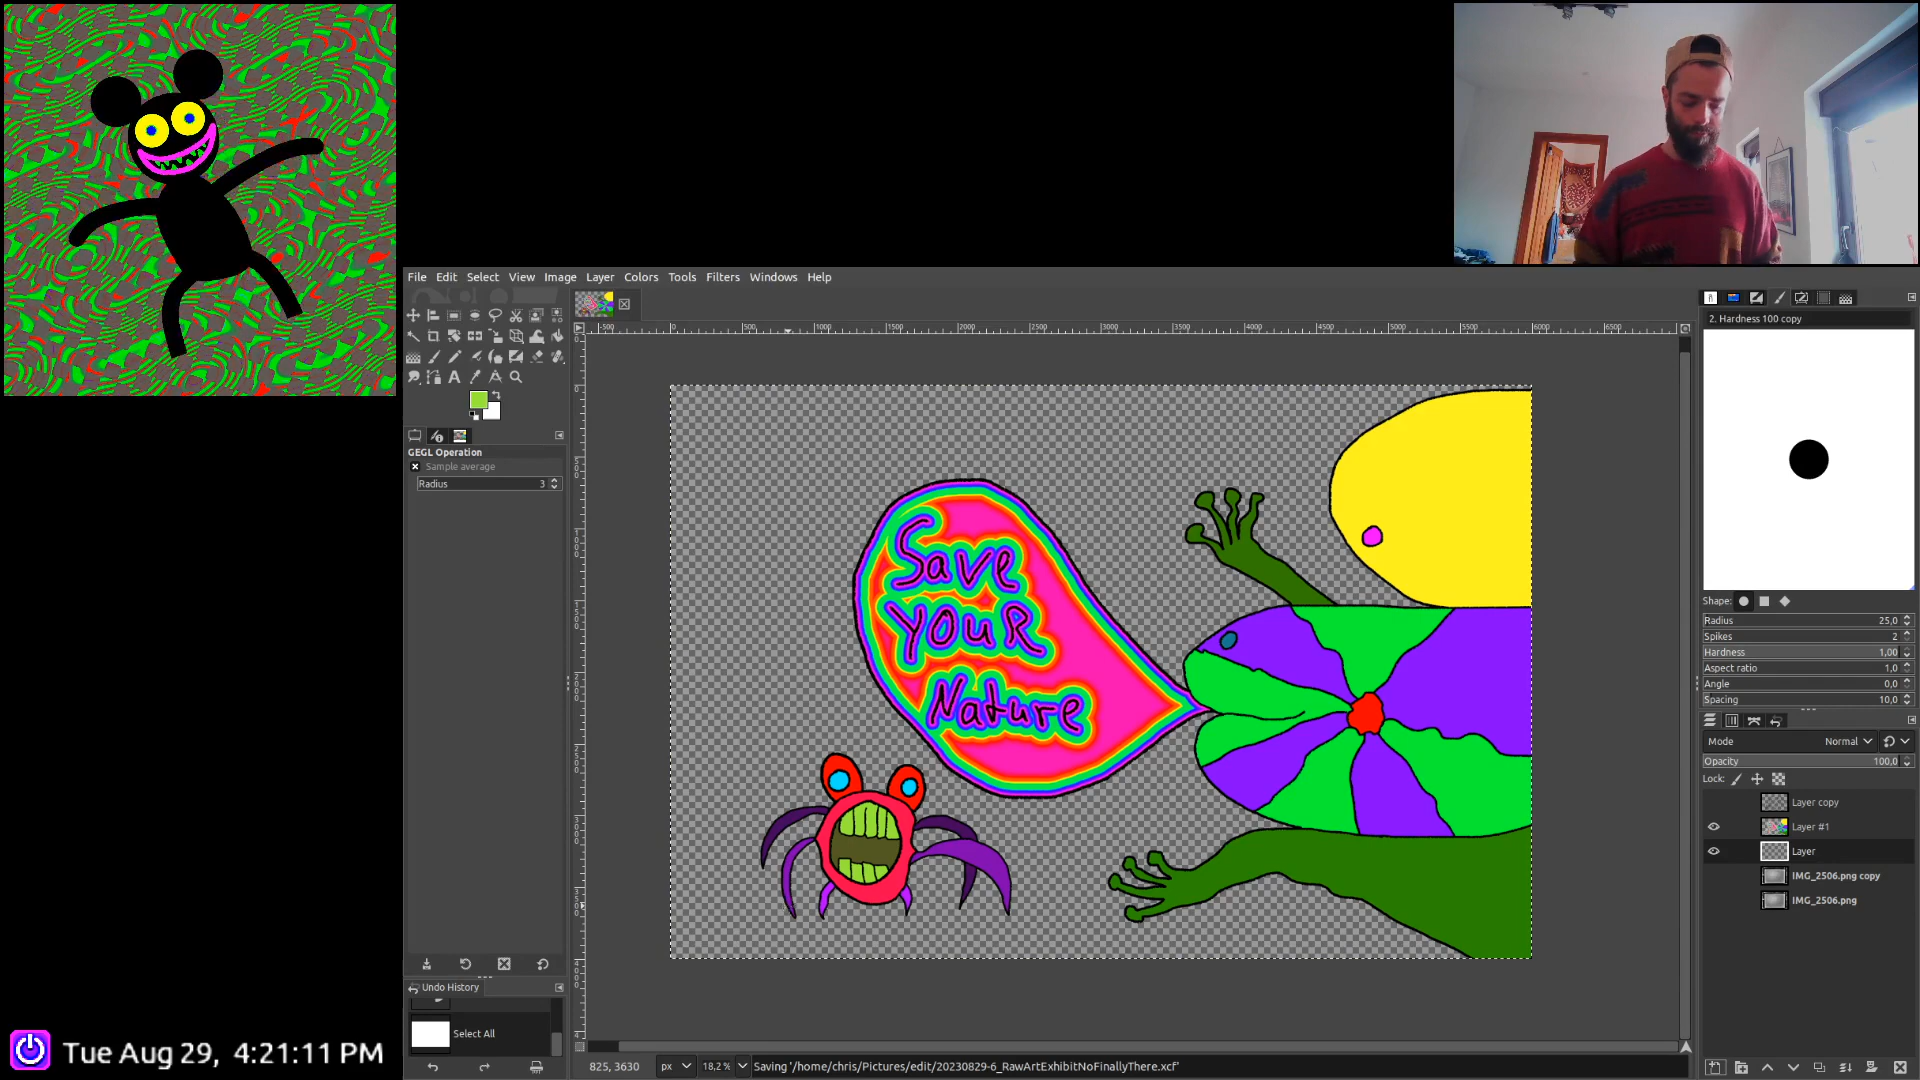 File Edit Select View Image Layer Colors Tools Filters Windows Help
GEGL Operation
Sample average
Radius 3
Undo History
Select All
Save
YOUR
Nature
2. Hardness 100 copy
Shape:
Radius 25,0
Spikes 2
Hardness 1,00
Aspect ratio 1,0
Angle 0,0
Spacing 10,0
Mode Normal
Opacity 100,0
Lock:
Layer copy
Layer #1
Layer
IMG_2506.png copy
IMG_2506.png
825, 3630 px 18,2 % Saving '/home/chris/Pictures/edit/20230829-6_RawArtExhibitNoFinallyThere.xcf'
Tue Aug 29, 4:21:11 PM